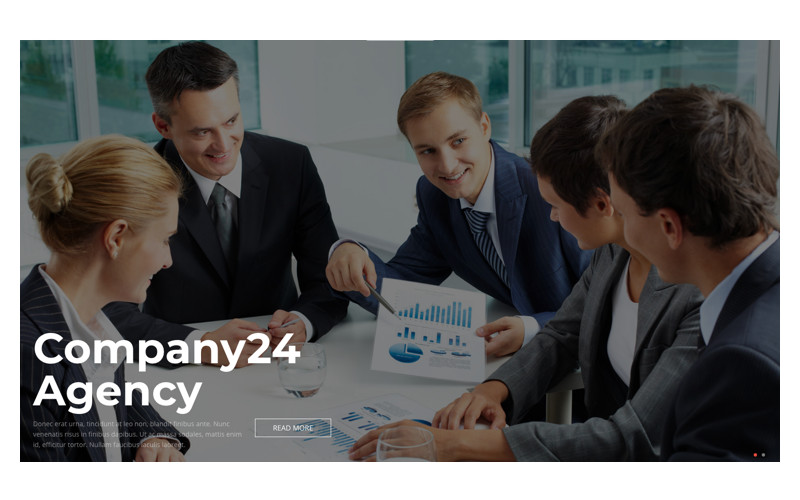 Company24
Agency
Donec erat urna, tincidunt at leo non, blandit finibus ante. Nunc
venenatis risus in finibus dapibus. Ut ac massa sodales, mattis enim
id, efficitur tortor. Nullam faucibus iaculis laoreet.
READ MORE